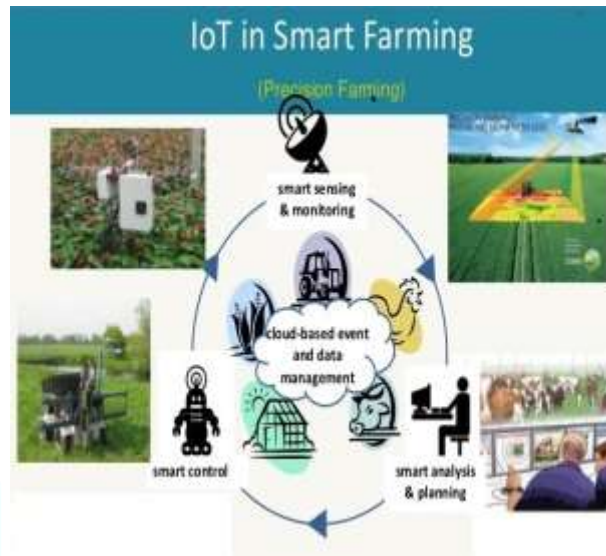 IoT in Smart Farming
(Precision Farming)
smart sensing
& monitoring
cloud-based event
and data
management
smart control
smart analysis
& planning